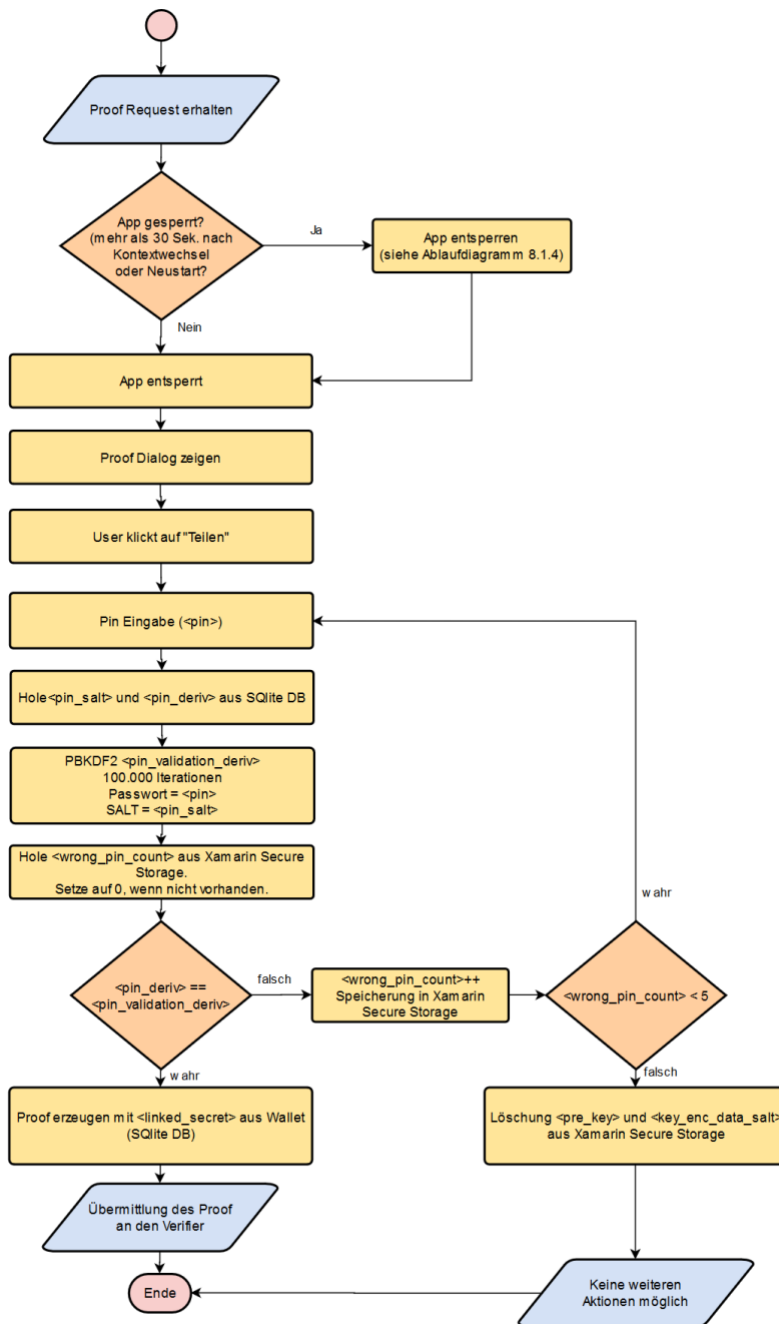 Proof Request erhalten
App gesperrt?
(mehr als 30 Sek. nach
Kontextwechsel
oder Neustart?
Ja
App entsperren
(siehe Ablaufdiagramm 8.1.4)
Nein
App entsperrt
Proof Dialog zeigen
User klickt auf "Teilen"
Pin Eingabe (<pin>)
Hole<pin_salt> und <pin_deriv> aus SQlite DB
PBKDF2 <pin_validation_deriv>
100.000 Iterationen
Passwort = <pin>
SALT = <pin_salt>
Hole <wrong_pin_count> aus Xamarin Secure
Storage.
Setze auf 0, wenn nicht vorhanden.
wahr
<pin_deriv> ==
<pin_validation_deriv>
falsch
<wrong_pin_count>++
Speicherung in Xamarin
Secure Storage
<wrong_pin_count> < 5
wahr
falsch
Proof erzeugen mit <linked_secret> aus Wallet
(SQlite DB)
Löschung <pre_key> und <key_enc_data_salt>
aus Xamarin Secure Storage
Übermittlung des Proof
an den Verifier
Ende
Keine weiteren
Aktionen möglich